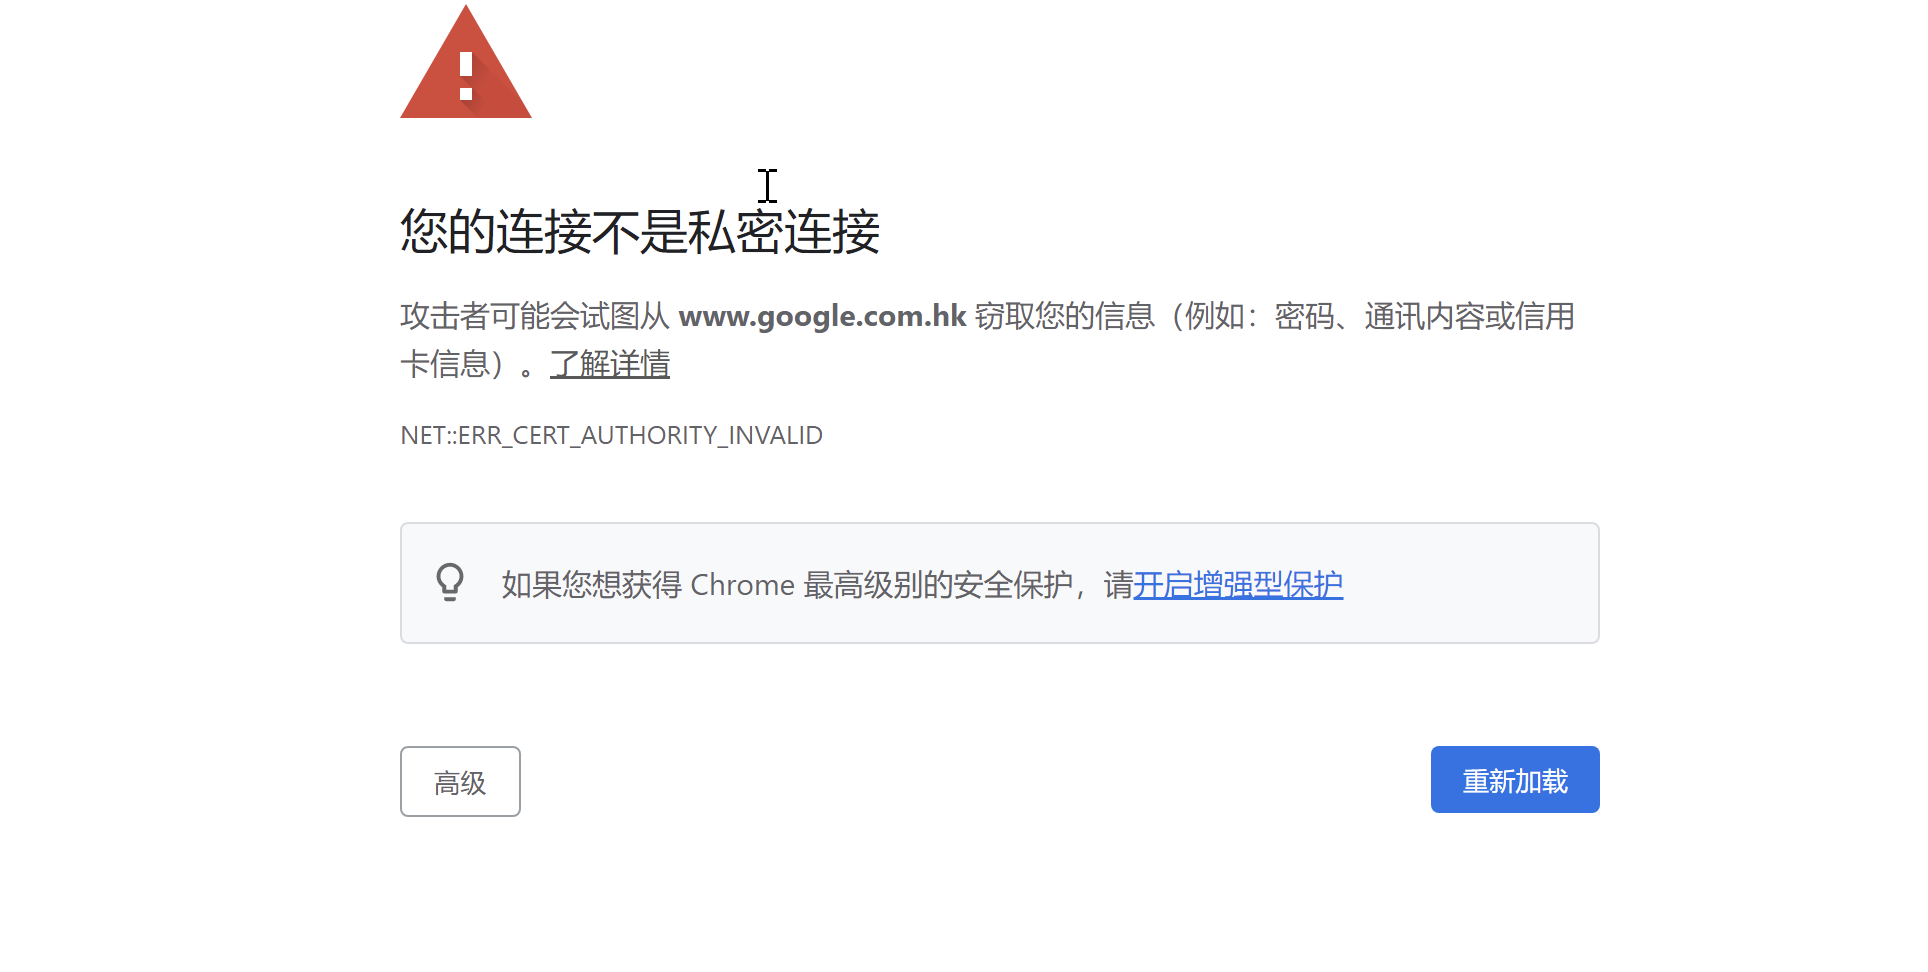 您的连接不是私密连接
攻击者可能会试图从 www.google.com.hk 窃取您的信息（例如：密码、通讯内容或信用
卡信息）。了解详情
NET::ERR_CERT_AUTHORITY_INVALID
如果您想获得 Chrome 最高级别的安全保护，请开启增强型保护
高级
重新加载